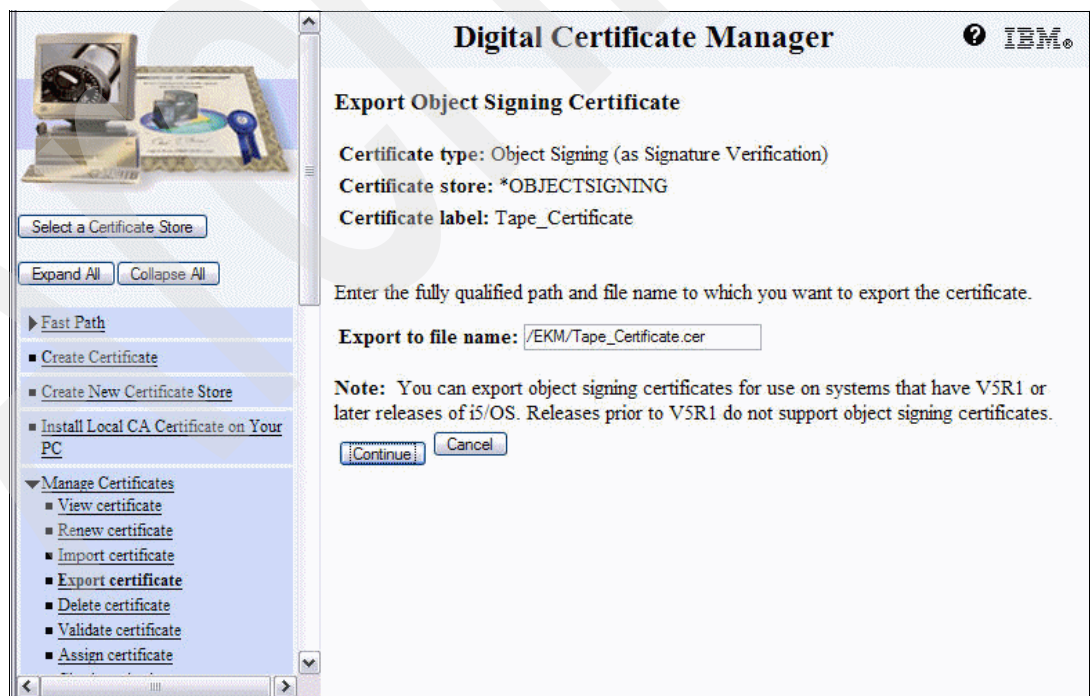 Digital Certificate Manager
IBM®
Select a Certificate Store
Expand All Collapse All
Fast Path
Create Certificate
Create New Certificate Store
Install Local CA Certificate on Your
PC
Manage Certificates
View certificate
Renew certificate
Import certificate
Export certificate
Delete certificate
Validate certificate
Assign certificate
Export Object Signing Certificate
Certificate type: Object Signing (as Signature Verification)
Certificate store: *OBJECTSIGNING
Certificate label: Tape_Certificate
Enter the fully qualified path and file name to which you want to export the certificate.
Export to file name: /EKM/Tape_Certificate.cer
Note: You can export object signing certificates for use on systems that have V5R1 or
later releases of i5/OS. Releases prior to V5R1 do not support object signing certificates.
Continue Cancel